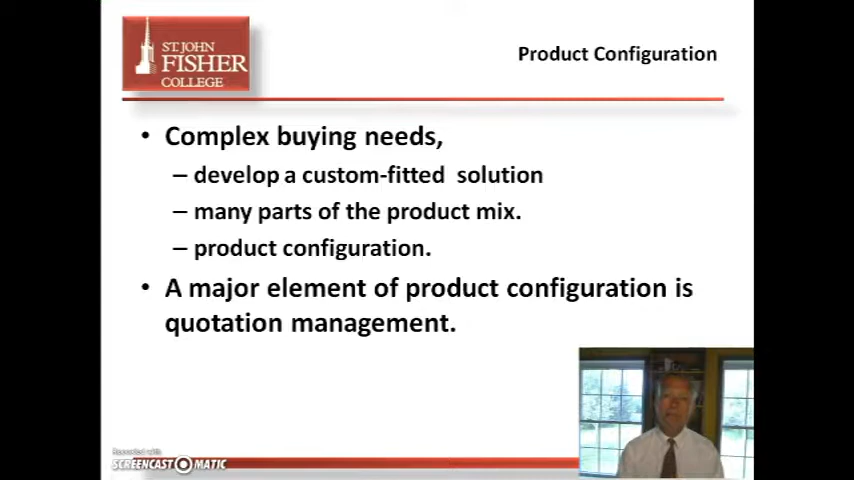 ST JOHN
FISHER
COLLEGE
Product Configuration
• Complex buying needs,
– develop a custom-fitted solution
– many parts of the product mix.
– product configuration.
• A major element of product configuration is
quotation management.
Recorded with
SCREENCAST-O-MATIC